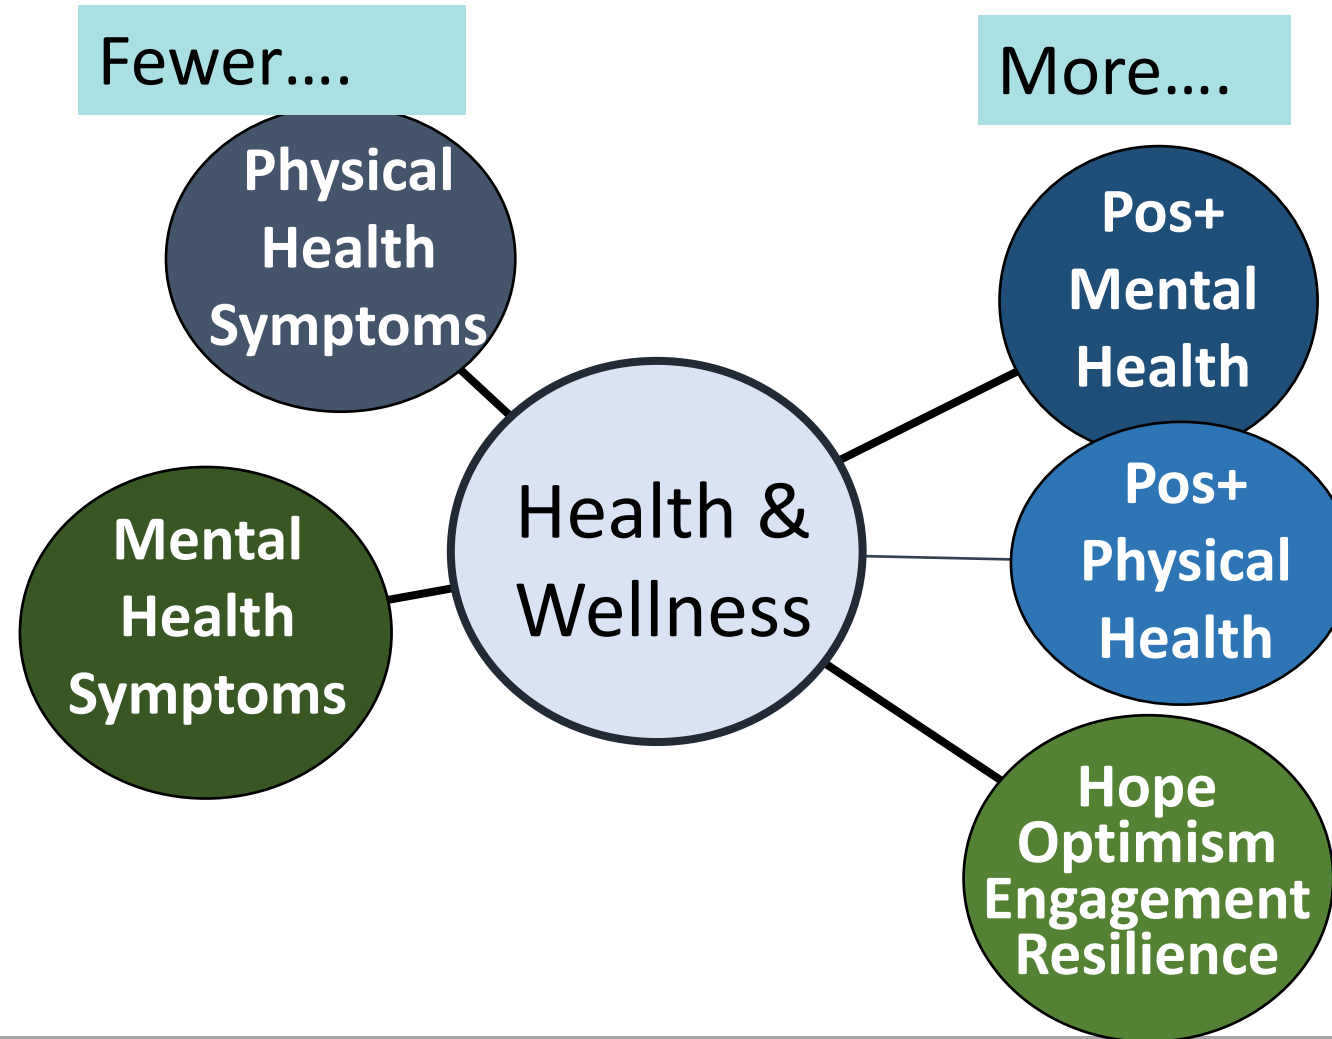 Fewer....
Physical
Health
Symptoms
Mental
Health
Symptoms
Health &
Wellness
More....
Pos+
Mental
Health
Pos+
Physical
Health
Hope
Optimism
Engagement
Resilience